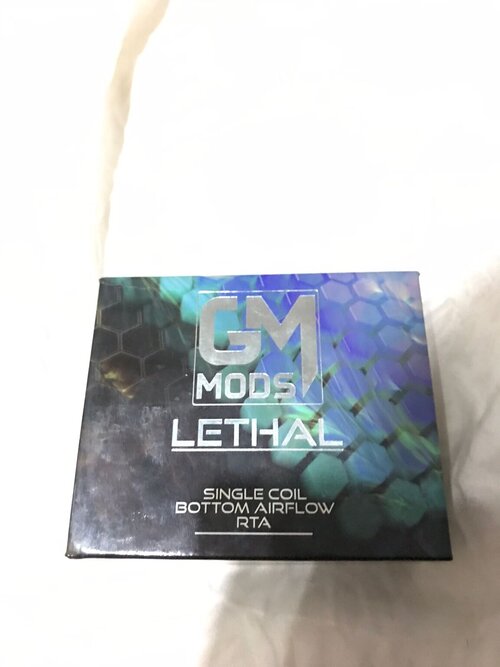 GM
MODS
LETHAL
SINGLE COIL
BOTTOM AIRFLOW
RTA